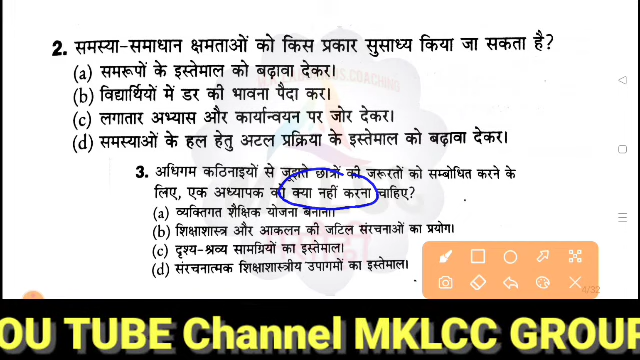 2. समस्या-समाधान क्षमताओं को किस प्रकार सुसाध्य किया जा सकता है?
(a) समरूपों के इस्तेमाल को बढ़ावा देकर।
(b) विद्यार्थियों में डर की भावना पैदा कर।
(c) लगातार अभ्यास और कार्यान्वयन पर जोर देकर।
(d) समस्याओं के हल हेतु अटल प्रक्रिया के इस्तेमाल को बढ़ावा देकर।
3. अधिगम कठिनाइयों से जूझते छात्रों की जरूरतों को सम्बोधित करने के
लिए, एक अध्यापक को क्या नहीं करना चाहिए?
(a) व्यक्तिगत शैक्षिक योजना बनाना।
(b) शिक्षाशास्त्र और आकलन की जटिल संरचनाओं का प्रयोग।
(c) दृश्य-श्रव्य सामग्रियों का इस्तेमाल।
(d) संरचनात्मक शिक्षाशास्त्रीय उपागमों का इस्तेमाल।
4/32
OU TUBE Channel MKLCC GROUP